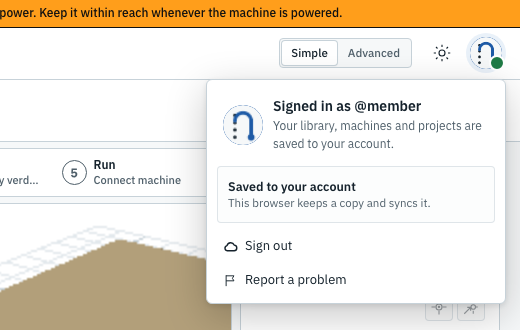 power. Keep it within reach whenever the machine is powered.
Simple
Advanced
Signed in as @member
Your library, machines and projects are
saved to your account.
5
Run
Connect machine
y verd...
Saved to your account
This browser keeps a copy and syncs it.
Sign out
Report a problem